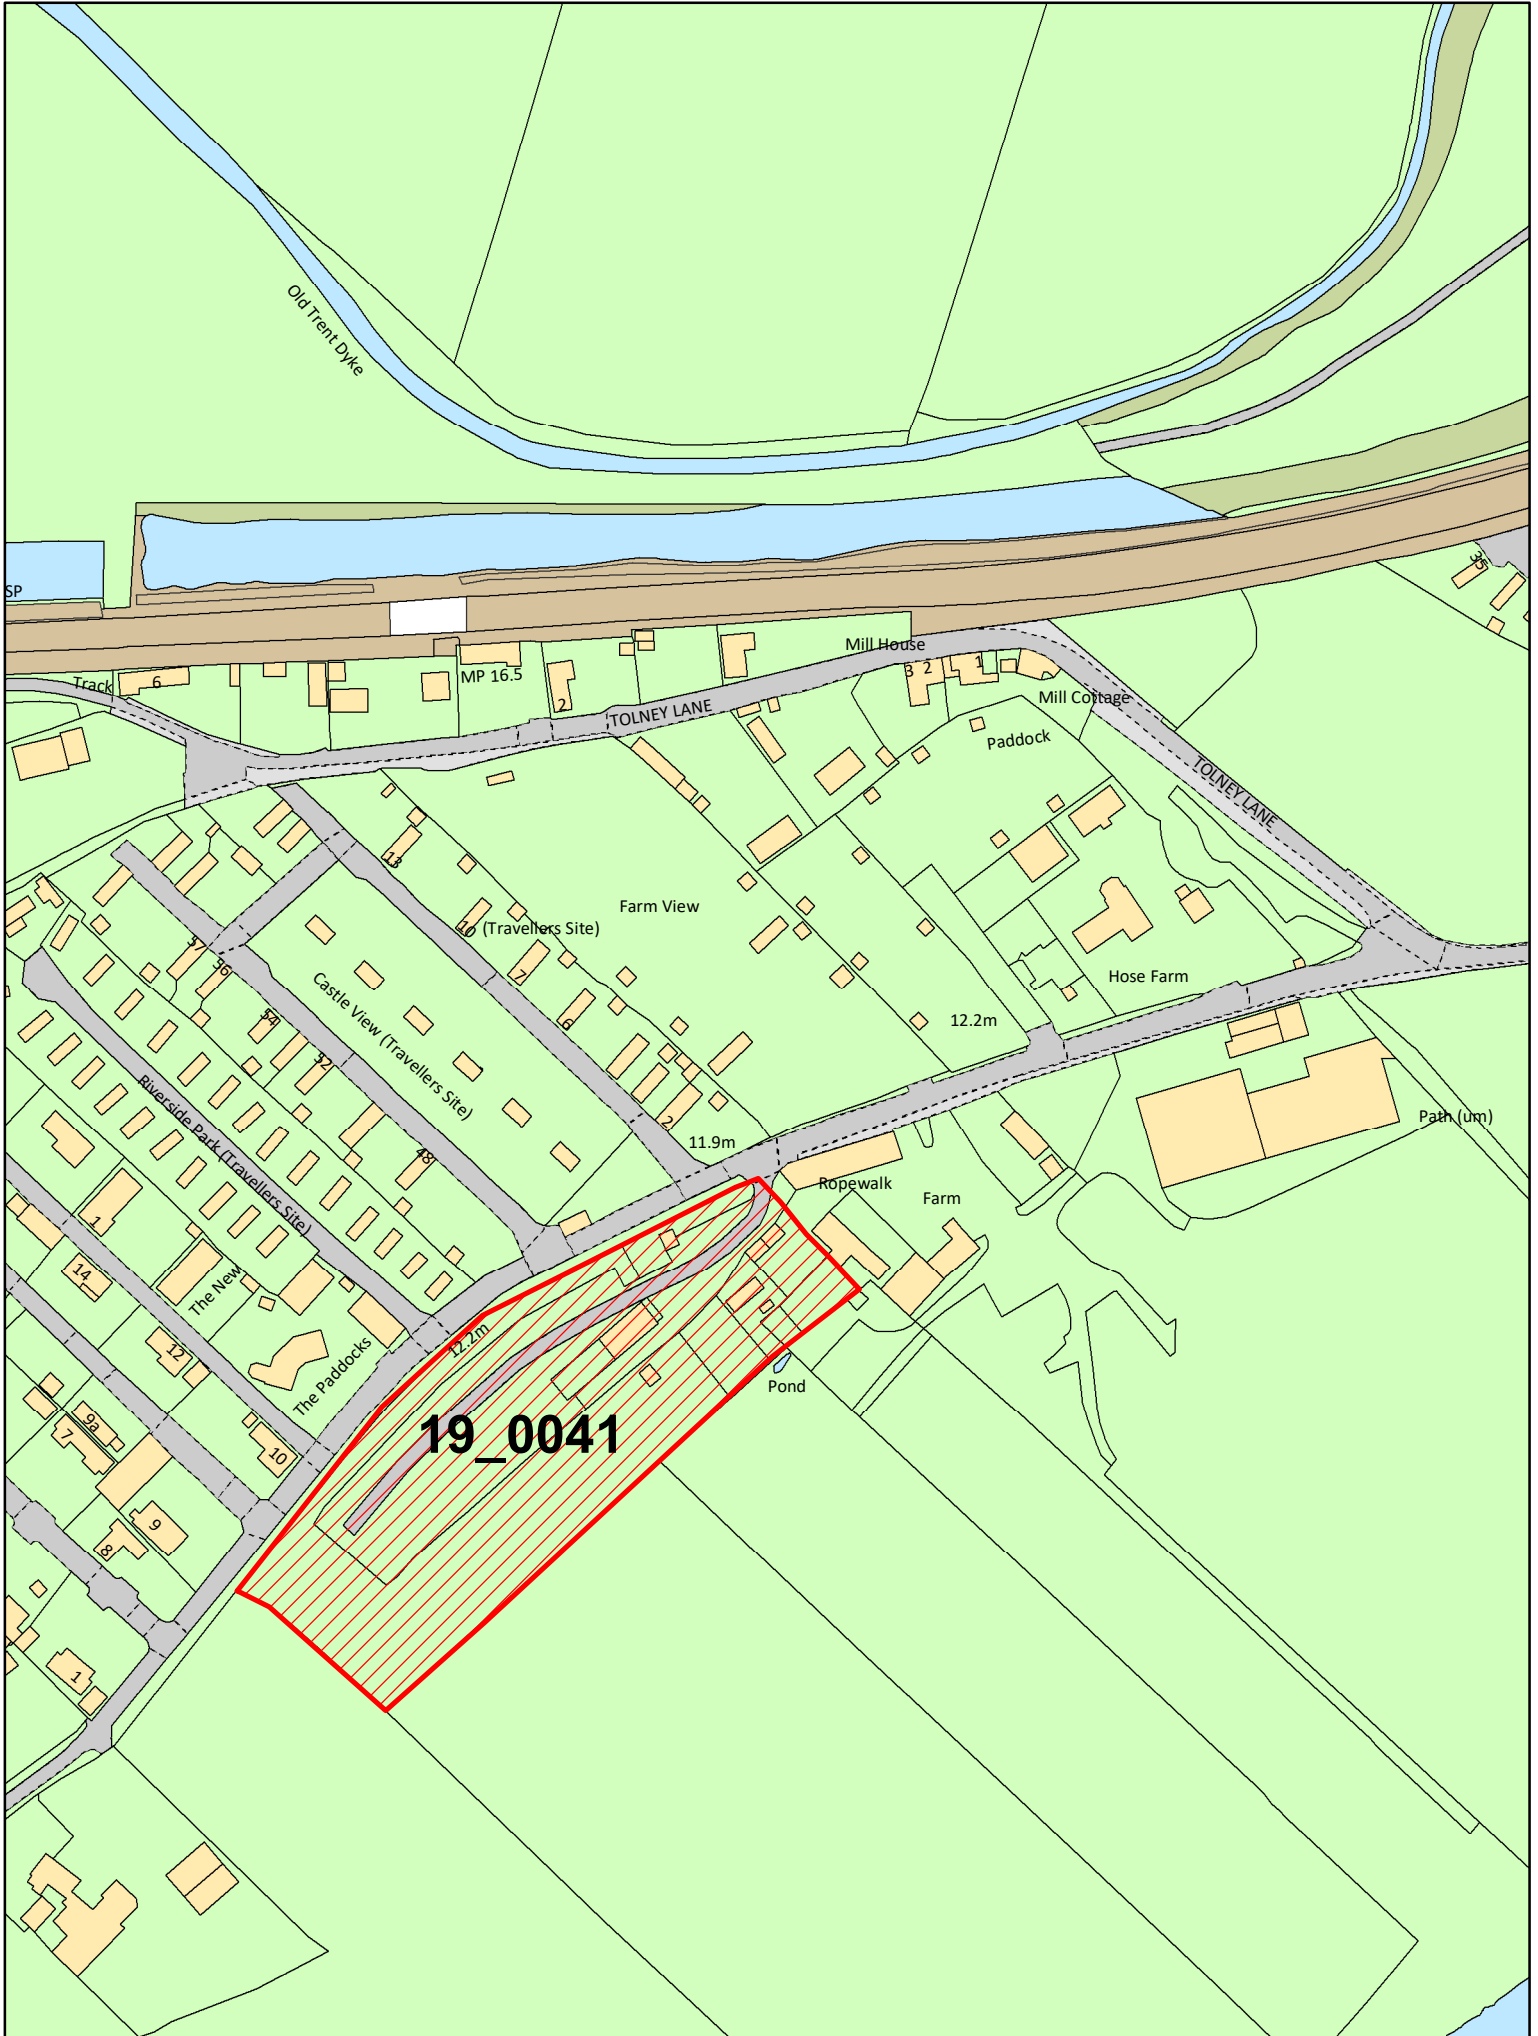 Old Trent Dyke
SP
35
Mill House
3 2
1
Track
6
MP 16.5
2
TOLNEY LANE
Mill Cottage
Paddock
TOLNEY LANE
13
Farm View
(Travellers Site)
10
57
56
7
Castle View (Travellers Site)
Hose Farm
54
6
12.2m
52
Riverside Park (Travellers Site)
2
11.9m
Path (um)
48
Ropewalk
Farm
1
14
The New
12.2m
12
The Paddocks
Pond
9a
7
19_0041
10
9
8
1